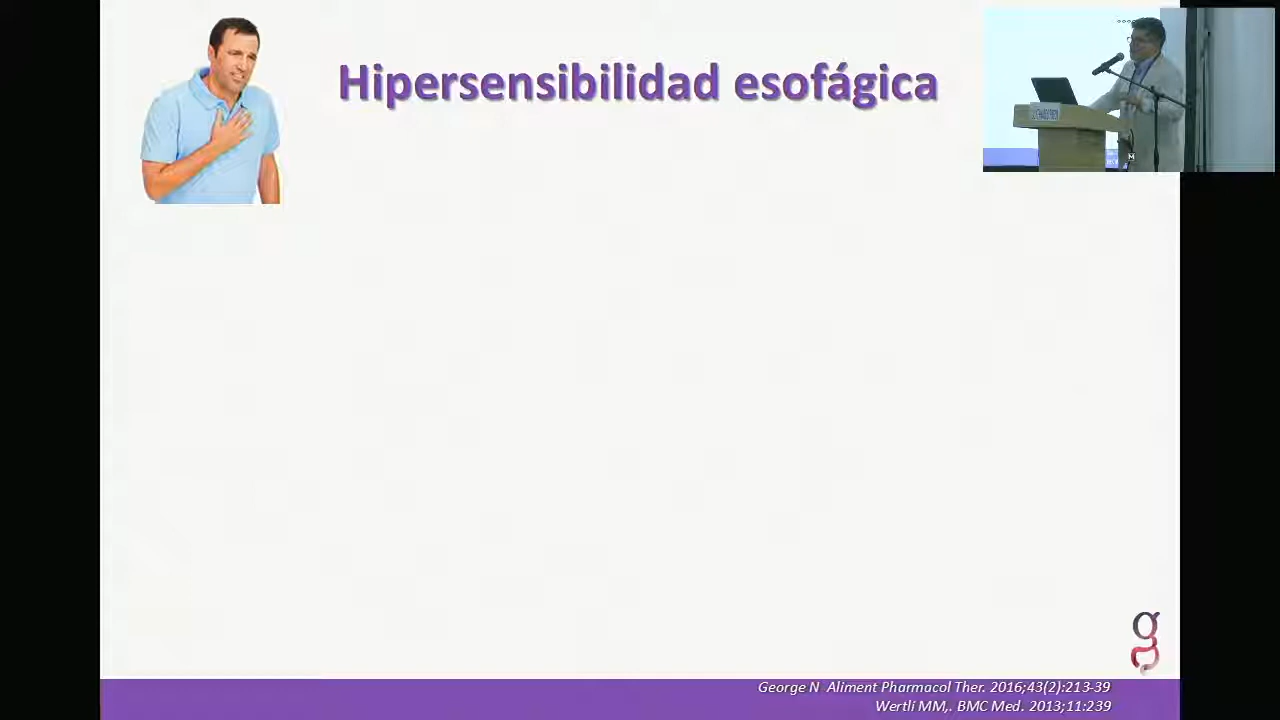 Hipersensibilidad esofágica
George N Aliment Pharmacol Ther. 2016;43(2):213-39
Wertli MM,. BMC Med. 2013;11:239